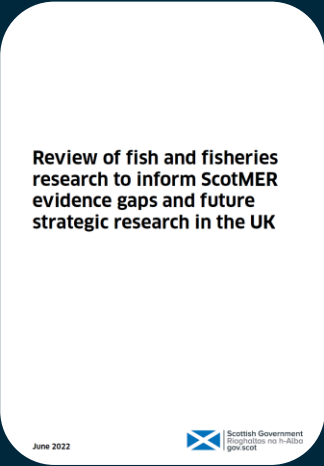 Review of fish and fisheries
research to inform ScotMER
evidence gaps and future
strategic research in the UK
June 2022
Scottish Government
Riaghaltas na h-Alba
gov.scot